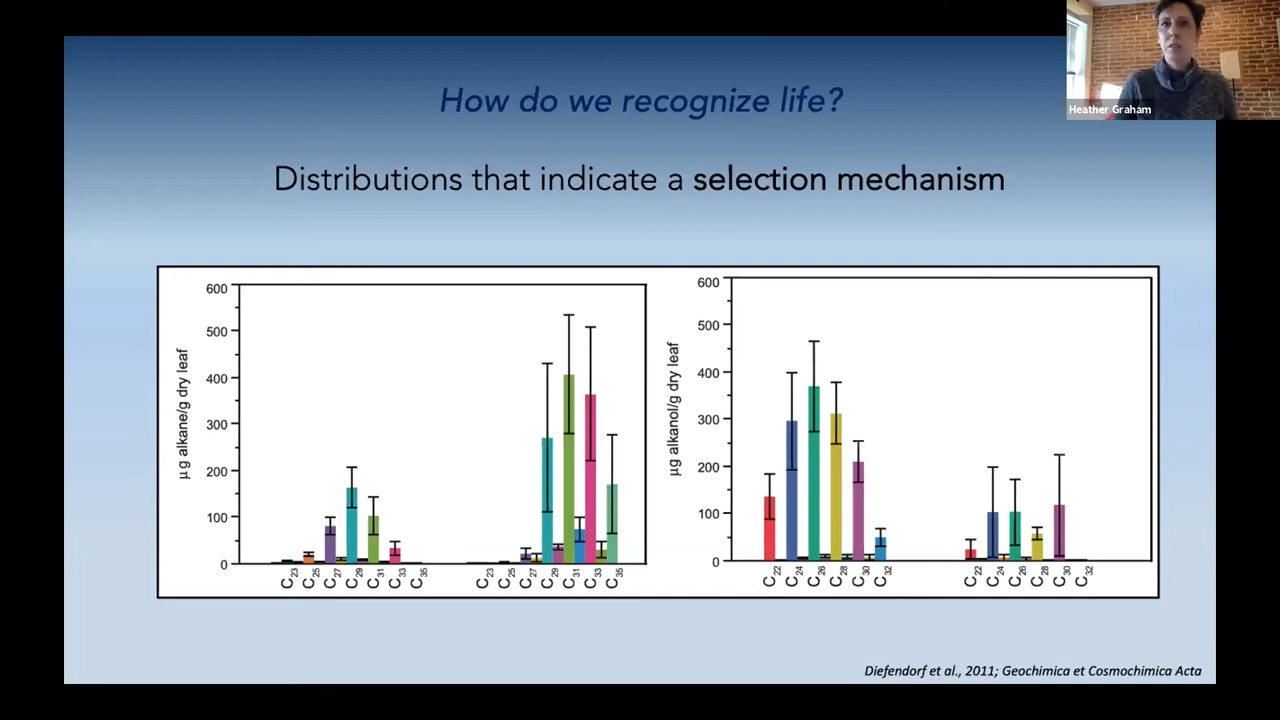 Heather Graham
How do we recognize life?
Distributions that indicate a selection mechanism
µg alkane/g dry leaf
600
500
400
300
200
100
0
C23 C25 C27 C29 C31 C33 C35
C23 C25 C27 C29 C31 C33 C35
µg alkanol/g dry leaf
600
500
400
300
200
100
0
C22 C24 C26 C28 C30 C32
C22 C24 C26 C28 C30 C32
Diefendorf et al., 2011; Geochimica et Cosmochimica Acta